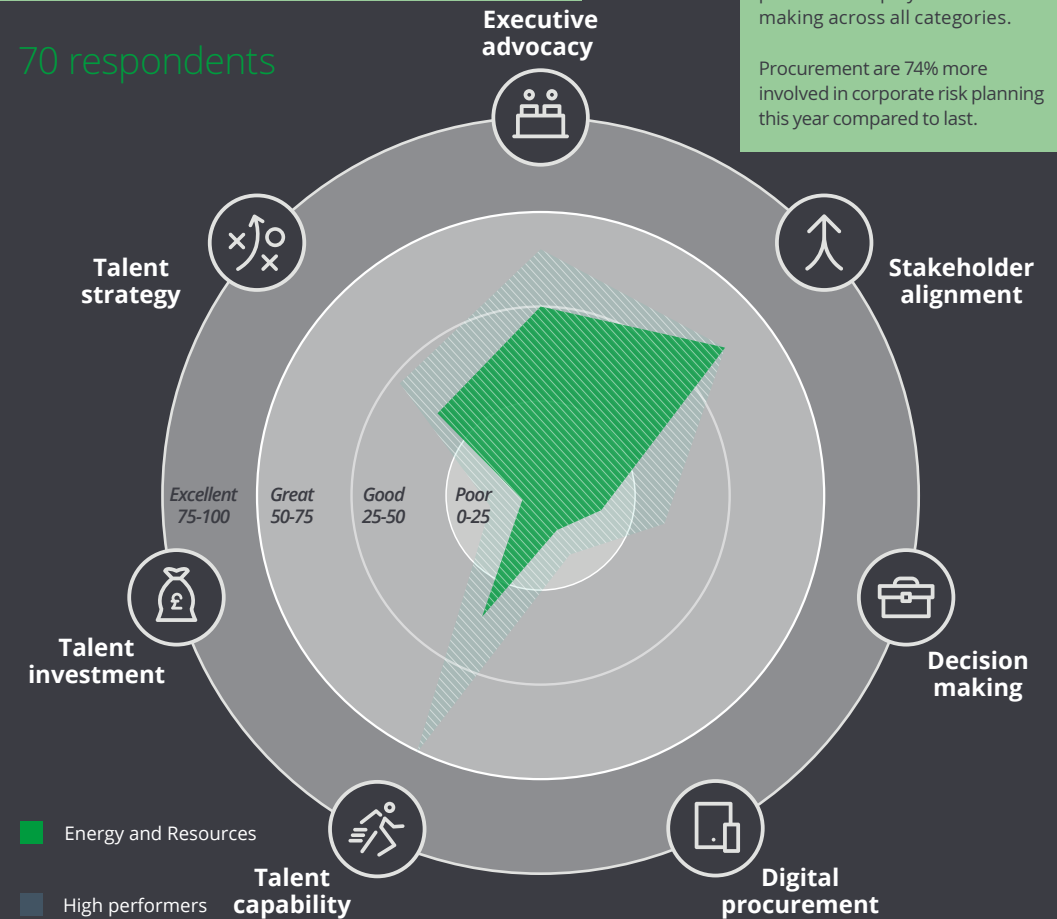 making across all categories.
Procurement are 74% more
involved in corporate risk planning
this year compared to last.
70 respondents
Executive
advocacy
Talent
strategy
Stakeholder
alignment
Excellent
75-100
Great
50-75
Good
25-50
Poor
0-25
£
Talent
investment
Decision
making
Energy and Resources
High performers
Talent
capability
Digital
procurement